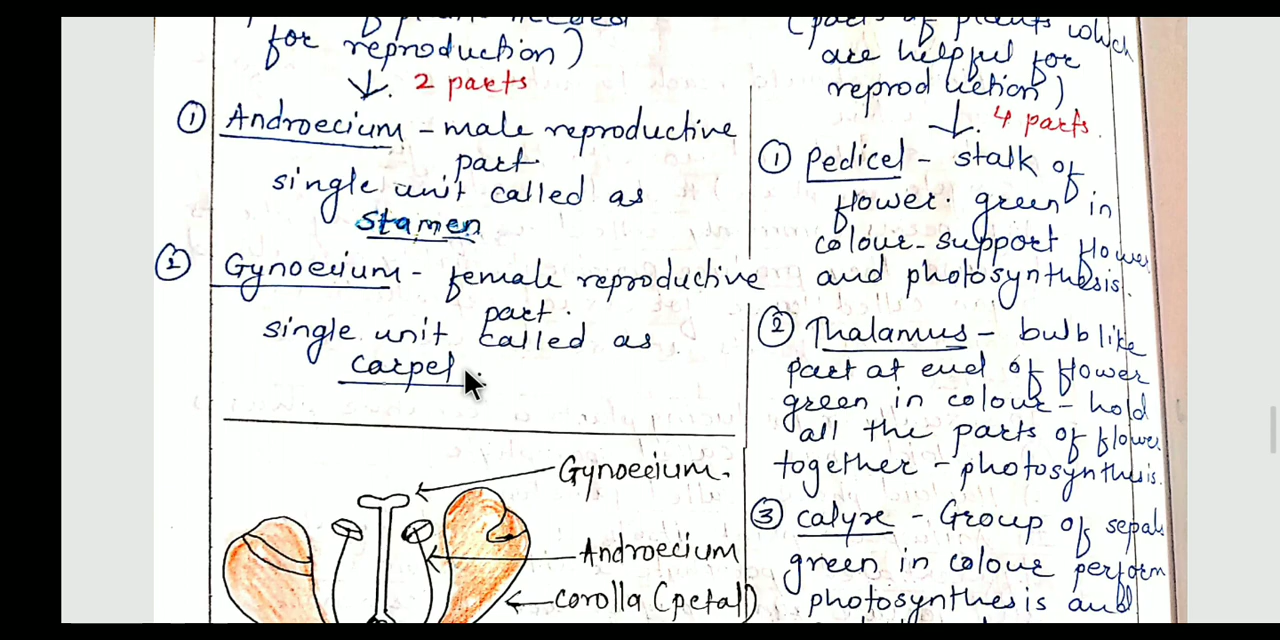 for reproduction)
2 parts
① Androecium - male reproductive
part.
single unit called as
stamen
② Gynoecium - female reproductive
part.
single unit called as
carpel.
Gynoecium.
Androecium
corolla (petal)
(parts of plants which
are helpful for
reproduction)
4 parts.
① Pedicel - stalk of
flower. green in
colour - support flower
and photosynthesis.
② Thalamus - bulb like
part at end of flower
green in colour - hold
all the parts of flower
together - photosynthesis.
③ calyx - Group of sepals
green in colour perform
photosynthesis and